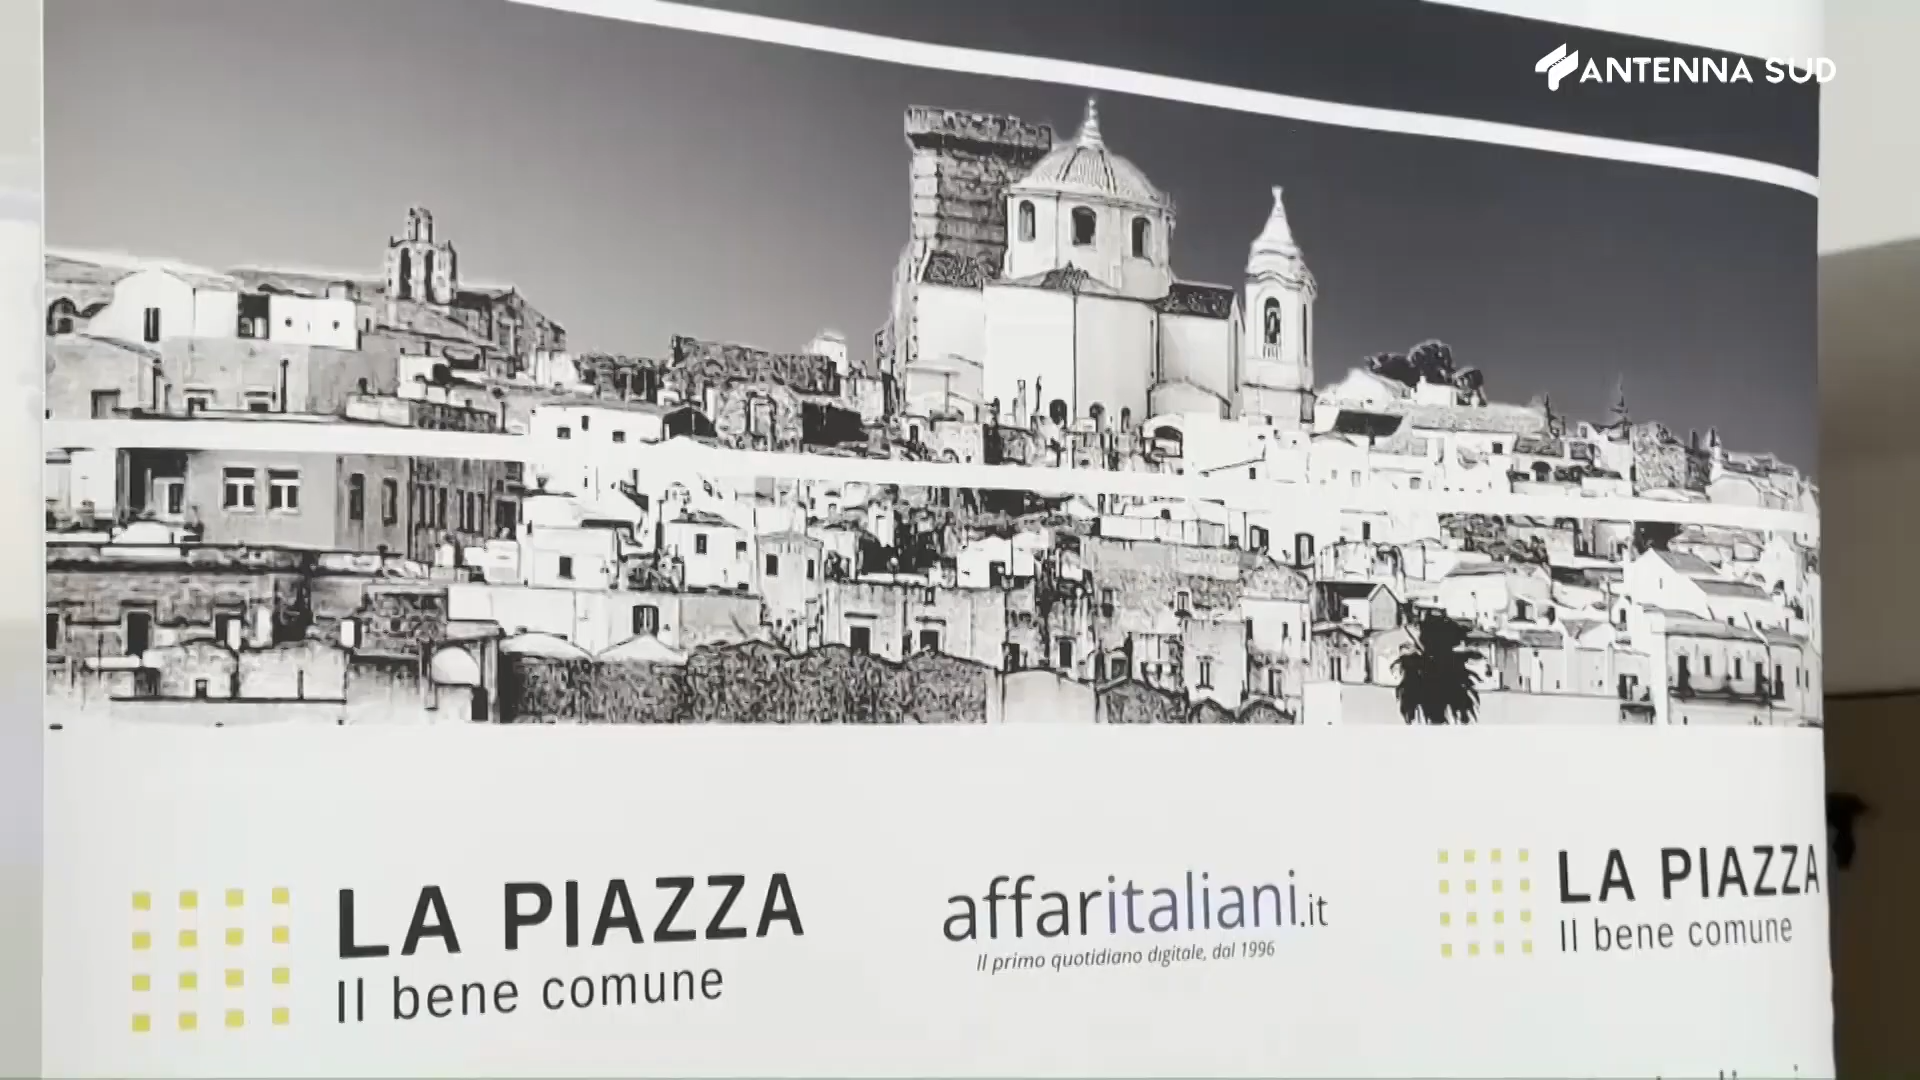 ANTENNA SUD
LA PIAZZA
Il bene comune
affaritaliani.it
Il primo quotidiano digitale, dal 1996
LA PIAZZA
Il bene comune